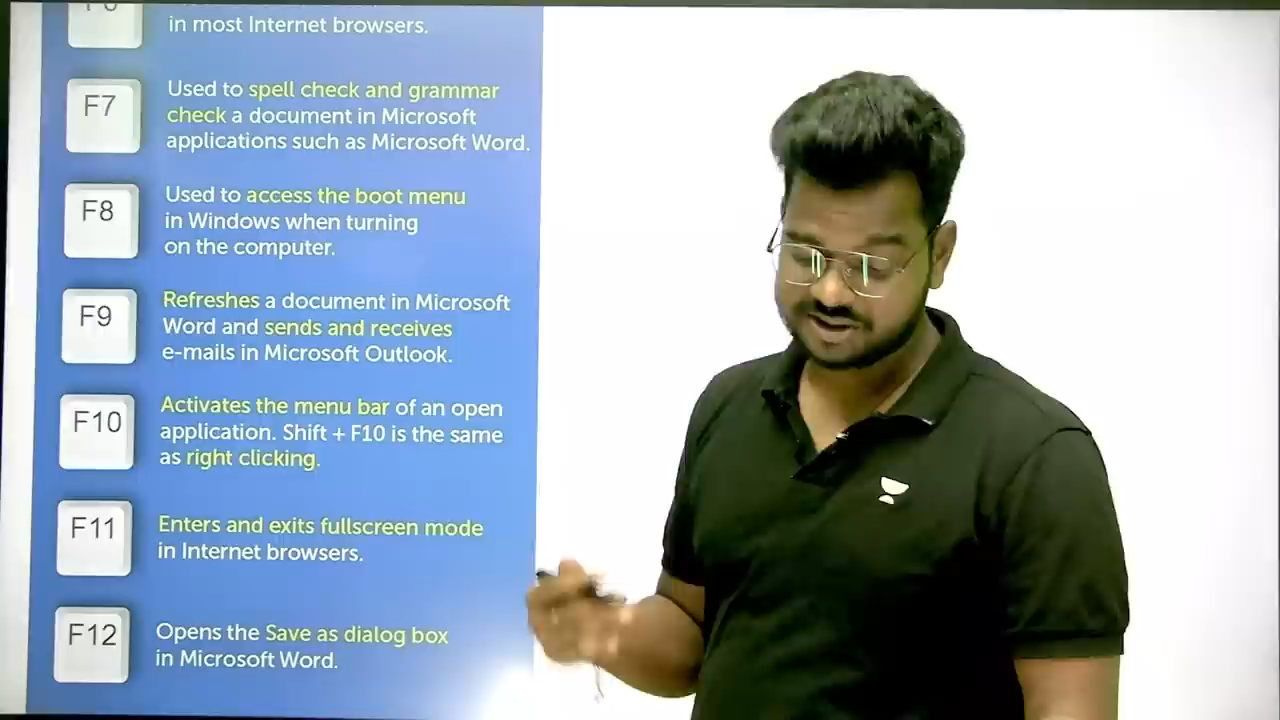 in most Internet browsers.
F7
Used to spell check and grammar
check a document in Microsoft
applications such as Microsoft Word.
F8
Used to access the boot menu
in Windows when turning
on the computer.
F9
Refreshes a document in Microsoft
Word and sends and receives
e-mails in Microsoft Outlook.
F10
Activates the menu bar of an open
application. Shift + F10 is the same
as right clicking.
F11
Enters and exits fullscreen mode
in Internet browsers.
F12
Opens the Save as dialog box
in Microsoft Word.